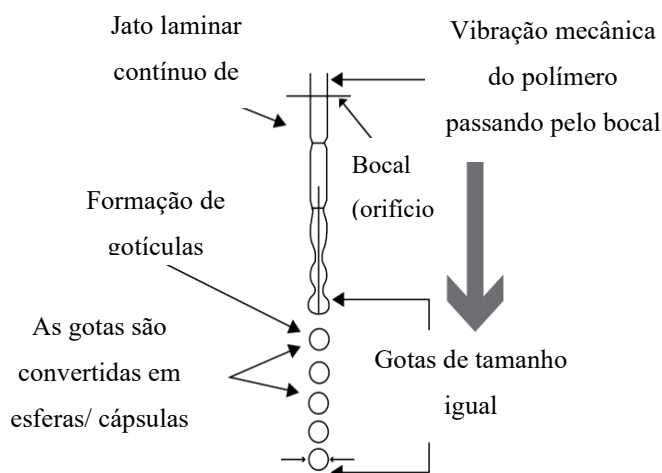 Jato laminar
contínuo de
Vibração mecânica
do polímero
passando pelo bocal
Bocal
(orifício
Formação de
gotículas
As gotas são
convertidas em
esferas/ cápsulas
Gotas de tamanho
igual